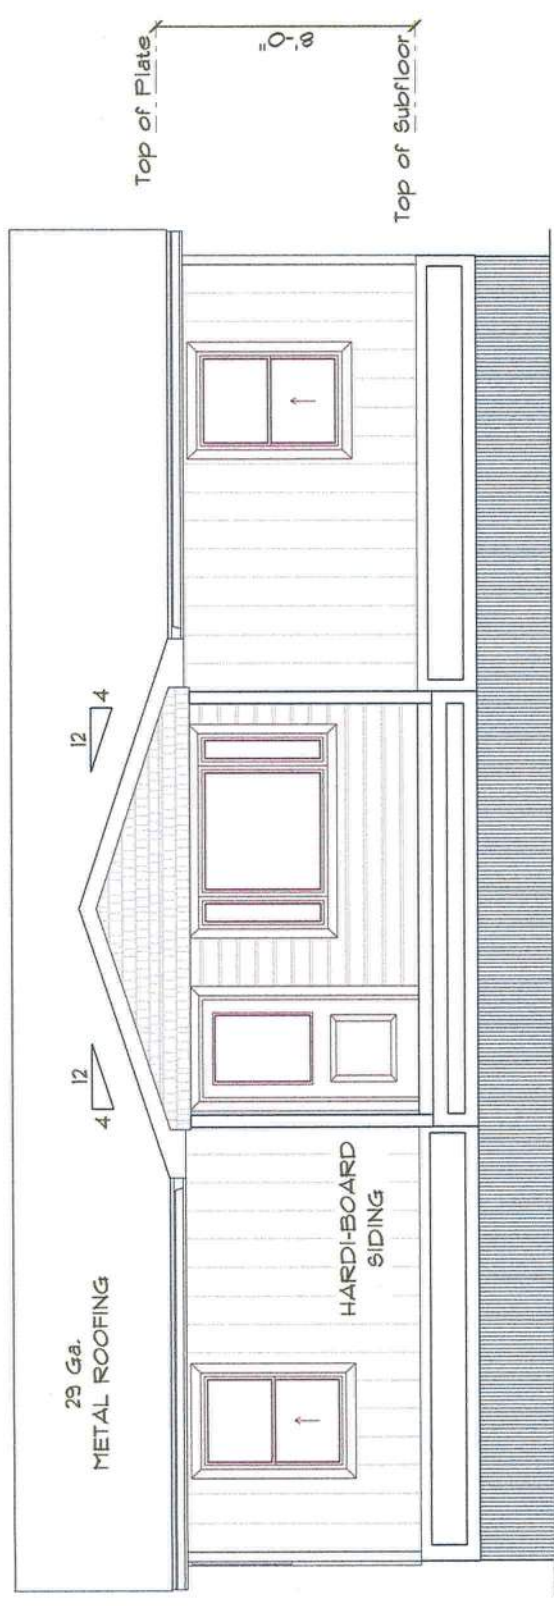 29 Ga.
METAL ROOFING
12
4
12
4
Top of Plate
8'-0"
Top of Subfloor
HARDI-BOARD
SIDING